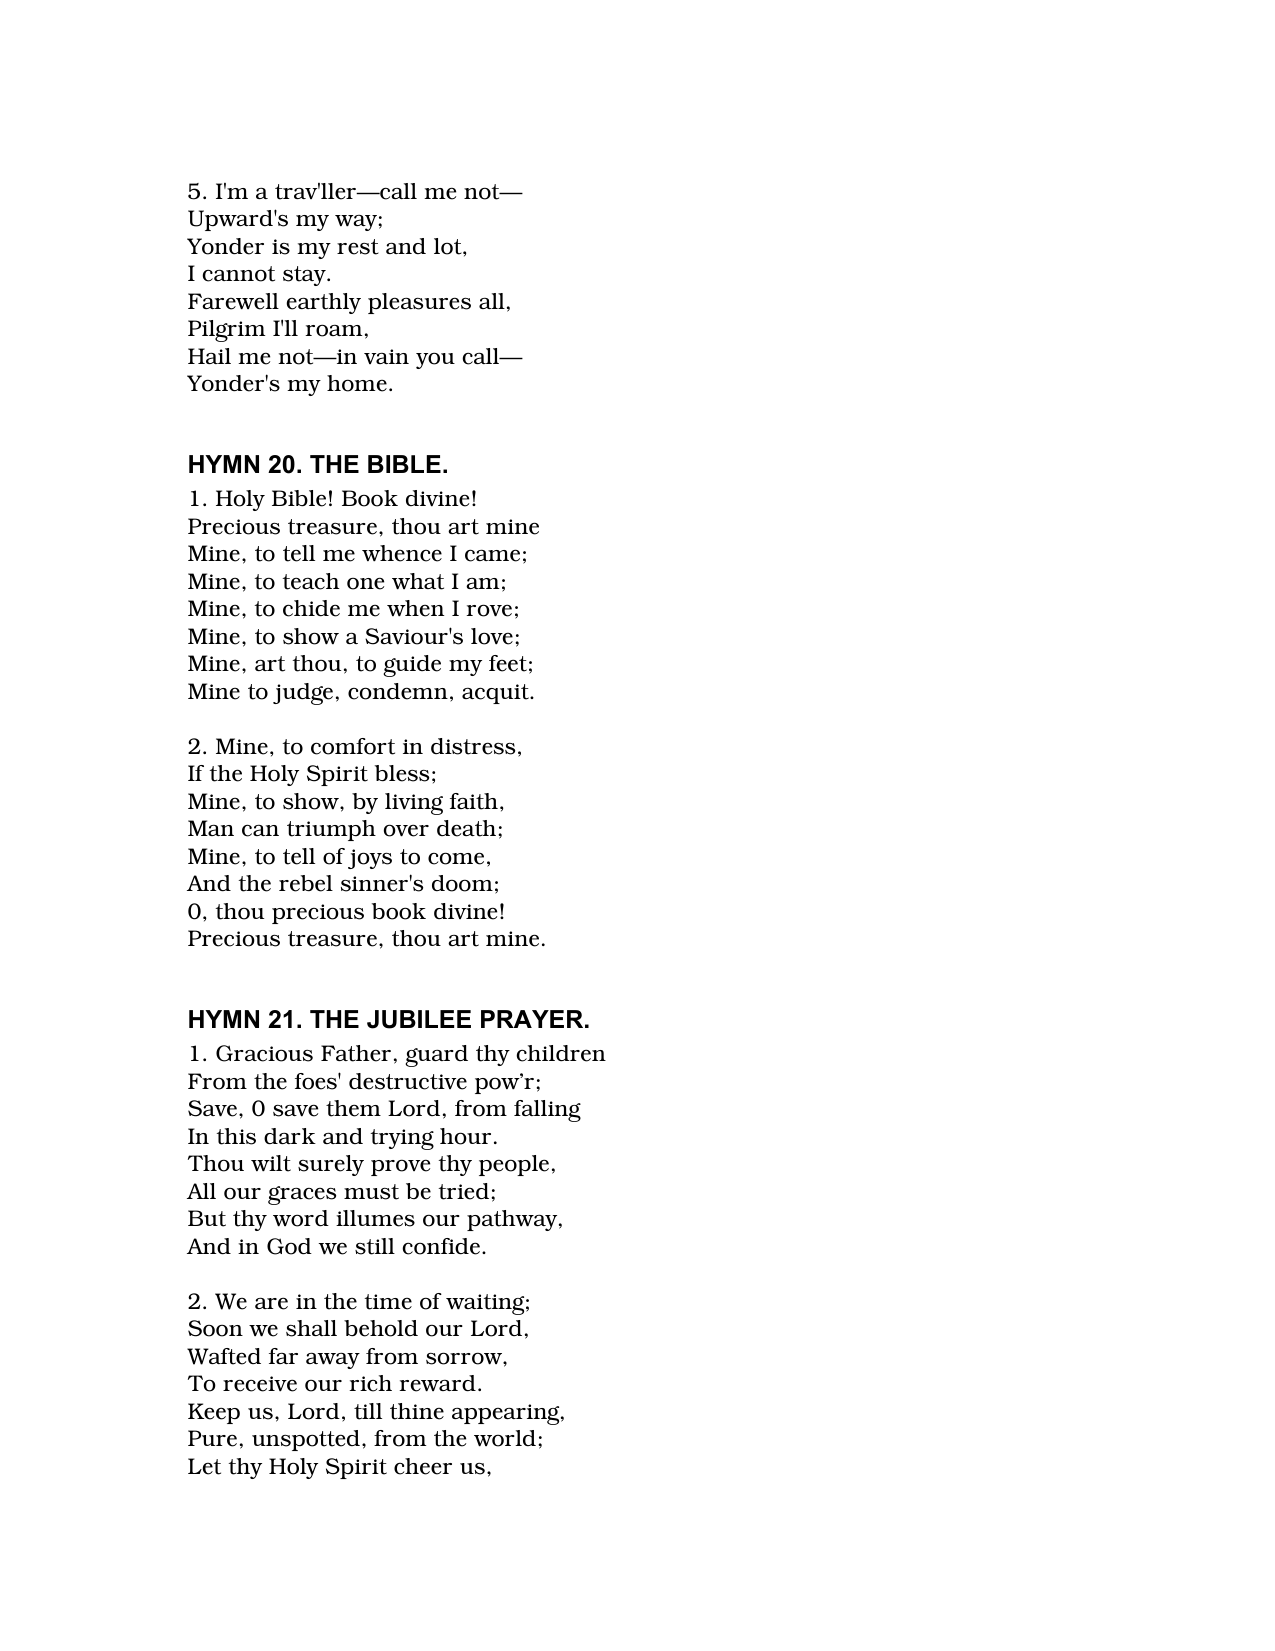 5. I'm a trav'ller—call me not—
Upward's my way;
Yonder is my rest and lot,
I cannot stay.
Farewell earthly pleasures all,
Pilgrim I'll roam,
Hail me not—in vain you call—
Yonder's my home.
HYMN 20. THE BIBLE.
1. Holy Bible! Book divine!
Precious treasure, thou art mine
Mine, to tell me whence I came;
Mine, to teach one what I am;
Mine, to chide me when I rove;
Mine, to show a Saviour's love;
Mine, art thou, to guide my feet;
Mine to judge, condemn, acquit.
2. Mine, to comfort in distress,
If the Holy Spirit bless;
Mine, to show, by living faith,
Man can triumph over death;
Mine, to tell of joys to come,
And the rebel sinner's doom;
0, thou precious book divine!
Precious treasure, thou art mine.
HYMN 21. THE JUBILEE PRAYER.
1. Gracious Father, guard thy children
From the foes' destructive pow’r;
Save, 0 save them Lord, from falling
In this dark and trying hour.
Thou wilt surely prove thy people,
All our graces must be tried;
But thy word illumes our pathway,
And in God we still confide.
2. We are in the time of waiting;
Soon we shall behold our Lord,
Wafted far away from sorrow,
To receive our rich reward.
Keep us, Lord, till thine appearing,
Pure, unspotted, from the world;
Let thy Holy Spirit cheer us,